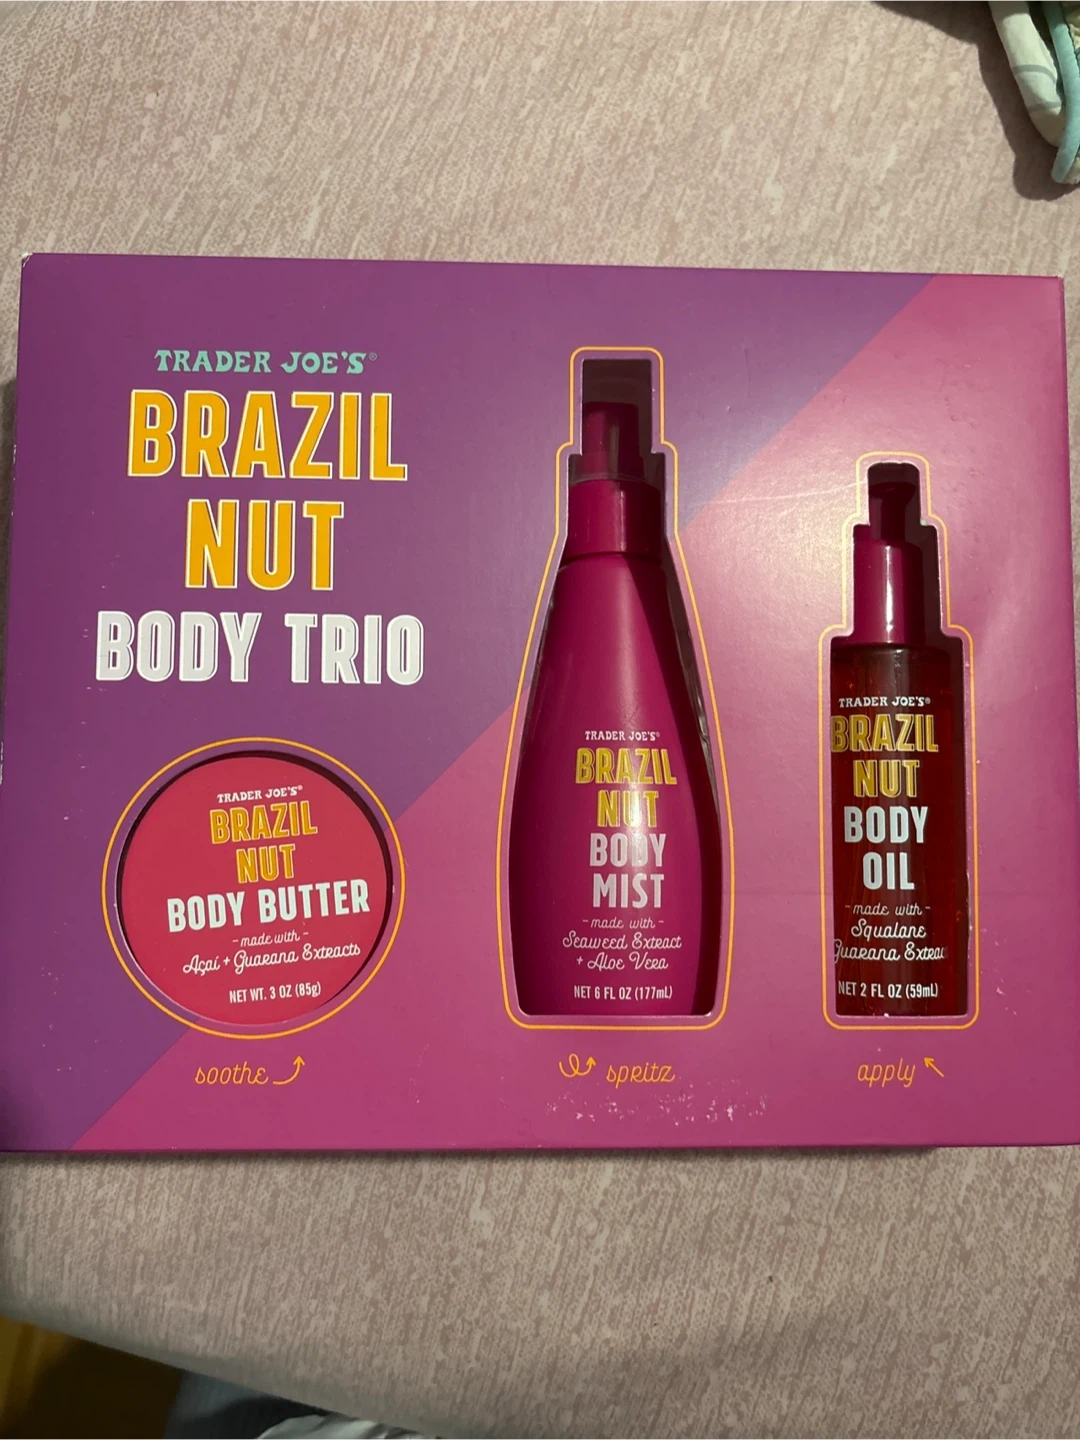 TRADER JOE'S®
BRAZIL
NUT
BODY TRIO
TRADER JOE'S®
BRAZIL
NUT
BODY BUTTER
- made with -
Açaí + Guarana Extracts
NET WT. 3 OZ (85g)
soothe
TRADER JOE'S®
BRAZIL
NUT
BODY
MIST
- made with -
Seaweed Extract
+ Aloe Vera
NET 6 FL OZ (177mL)
spritz
TRADER JOE'S®
BRAZIL
NUT
BODY
OIL
- made with -
Squalane
Guarana Extrac
NET 2 FL OZ (59mL)
apply